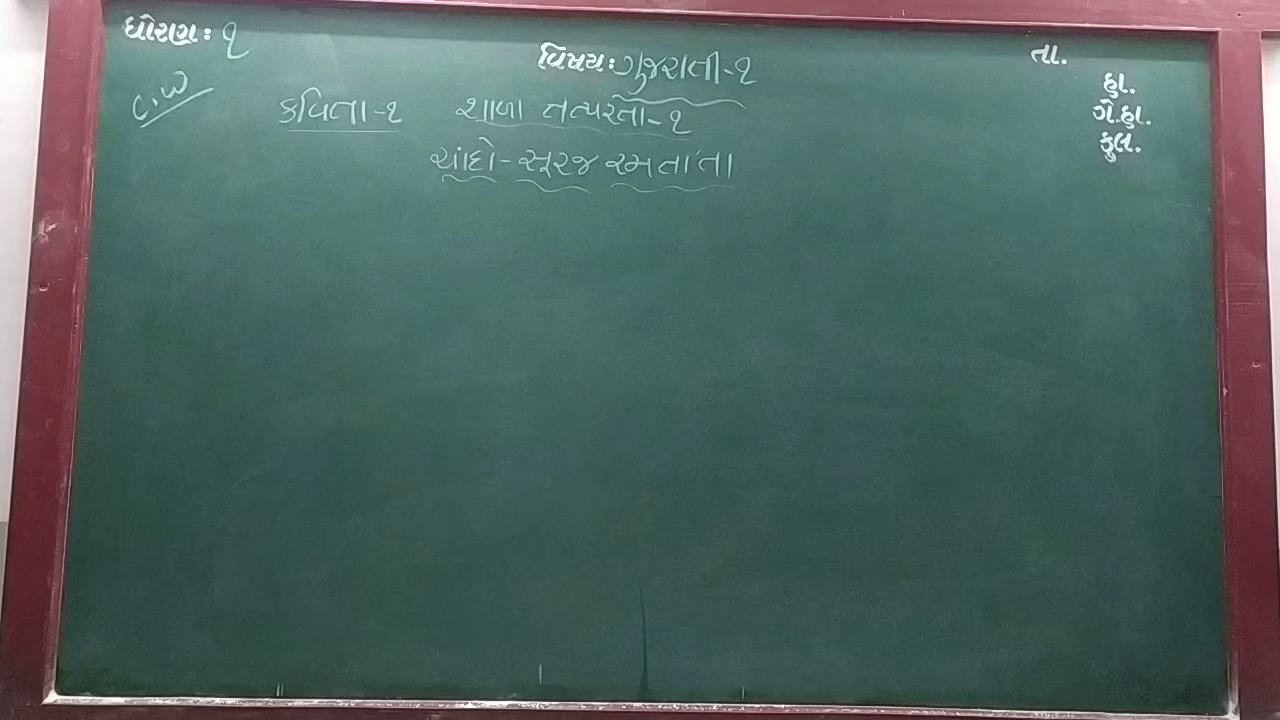 ધોરણ: ૧
વિષય: ગુજરાતી-૧
તા.
હા.
ગે.હા.
કુલ.
C.W
કવિતા-૧ શાળા તત્પરતા-૧
ચાંદો-સૂરજ રમતા'તા